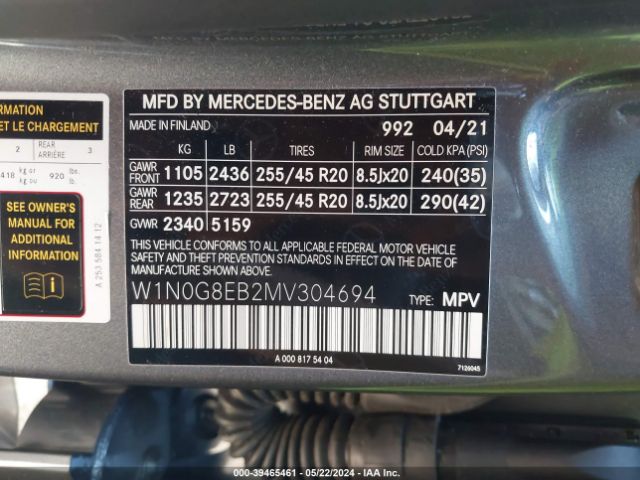 ORMATION
ET LE CHARGEMENT
2 REAR ARRIÈRE 3
418 kg or kg ou 920 lbs. lb.
SEE OWNER'S
MANUAL FOR
ADDITIONAL
INFORMATION
A 253 584 14 12
MFD BY MERCEDES-BENZ AG STUTTGART
MADE IN FINLAND 992 04/21
KG LB TIRES RIM SIZE COLD KPA (PSI)
GAWR FRONT 1105 2436 255/45 R20 8.5Jx20 240(35)
GAWR REAR 1235 2723 255/45 R20 8.5Jx20 290(42)
GVWR 2340 5159
THIS VEHICLE CONFORMS TO ALL APPLICABLE FEDERAL MOTOR VEHICLE
SAFETY AND THEFT PREVENTION STANDARDS IN EFFECT ON THE DATE OF
MANUFACTURE SHOWN ABOVE.
W1N0G8EB2MV304694 TYPE: MPV
A 000 817 54 04 7126045
000-39465461 - 05/22/2024 - IAA Inc.